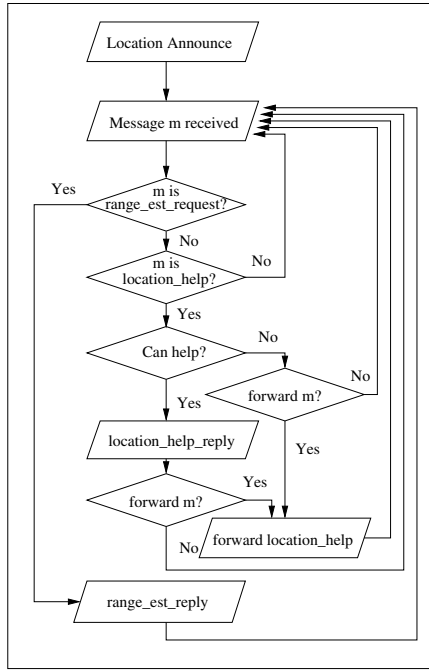 Location Announce
Message m received
Yes
m is
range_est_request?
No
m is
location_help?
No
Yes
Can help?
No
No
forward m?
Yes
location_help_reply
Yes
Yes
forward m?
No
forward location_help
range_est_reply